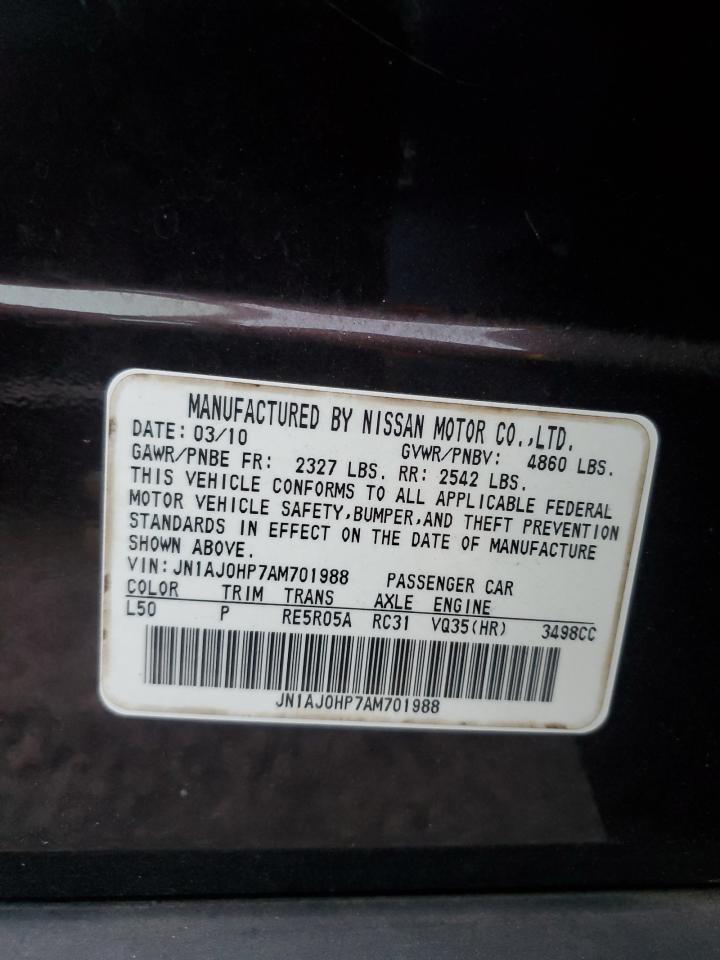 MANUFACTURED BY NISSAN MOTOR CO.,LTD.
DATE: 03/10 GVWR/PNBV: 4860 LBS.
GAWR/PNBE FR: 2327 LBS. RR: 2542 LBS.
THIS VEHICLE CONFORMS TO ALL APPLICABLE FEDERAL
MOTOR VEHICLE SAFETY,BUMPER,AND THEFT PREVENTION
STANDARDS IN EFFECT ON THE DATE OF MANUFACTURE
SHOWN ABOVE.
VIN:JN1AJ0HP7AM701988 PASSENGER CAR
COLOR TRIM TRANS AXLE ENGINE
L50 P RE5R05A RC31 VQ35(HR) 3498CC
JN1AJ0HP7AM701988